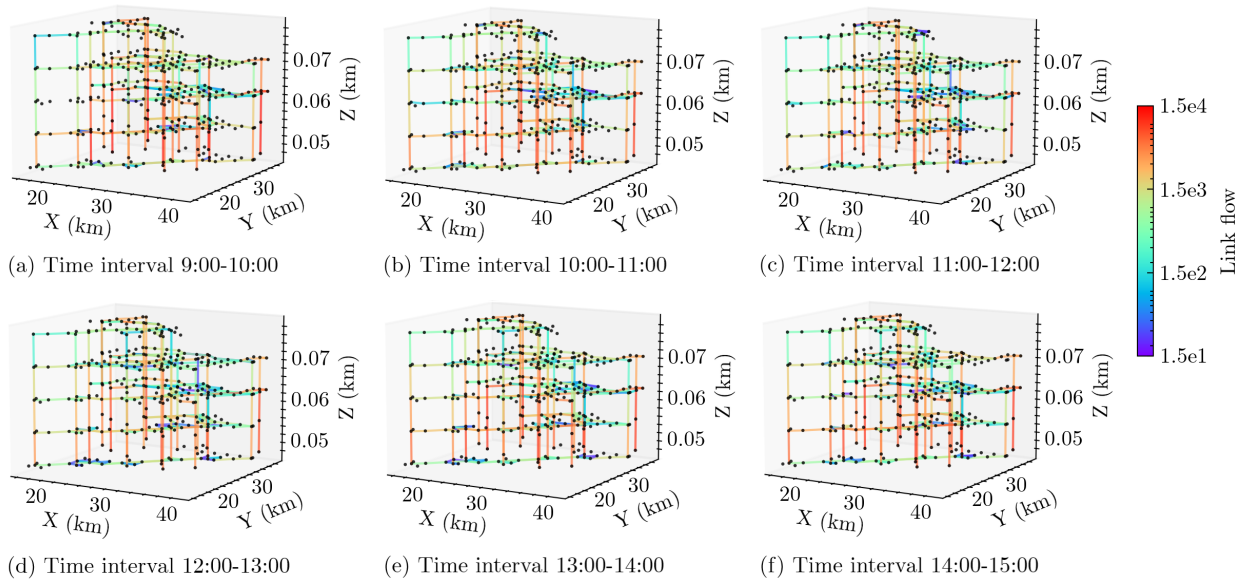 0.07
0.06
0.05
Z (km)
20
30
40
X (km)
20
30
Y (km)
(a) Time interval 9:00-10:00
0.07
0.06
0.05
Z (km)
20
30
40
X (km)
20
30
Y (km)
(b) Time interval 10:00-11:00
0.07
0.06
0.05
Z (km)
20
30
40
X (km)
20
30
Y (km)
(c) Time interval 11:00-12:00
1.5e4
1.5e3
1.5e2
1.5e1
Link flow
0.07
0.06
0.05
Z (km)
20
30
40
X (km)
20
30
Y (km)
(d) Time interval 12:00-13:00
0.07
0.06
0.05
Z (km)
20
30
40
X (km)
20
30
Y (km)
(e) Time interval 13:00-14:00
0.07
0.06
0.05
Z (km)
20
30
40
X (km)
20
30
Y (km)
(f) Time interval 14:00-15:00